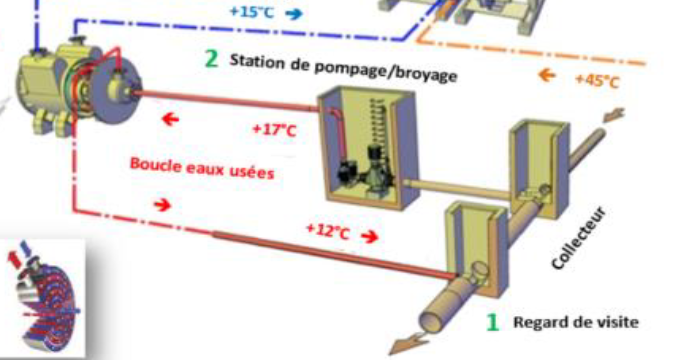 +15°C
2 Station de pompage/broyage
+45°C
+17°C
Boucle eaux usées
+12°C
Collecteur
1 Regard de visite